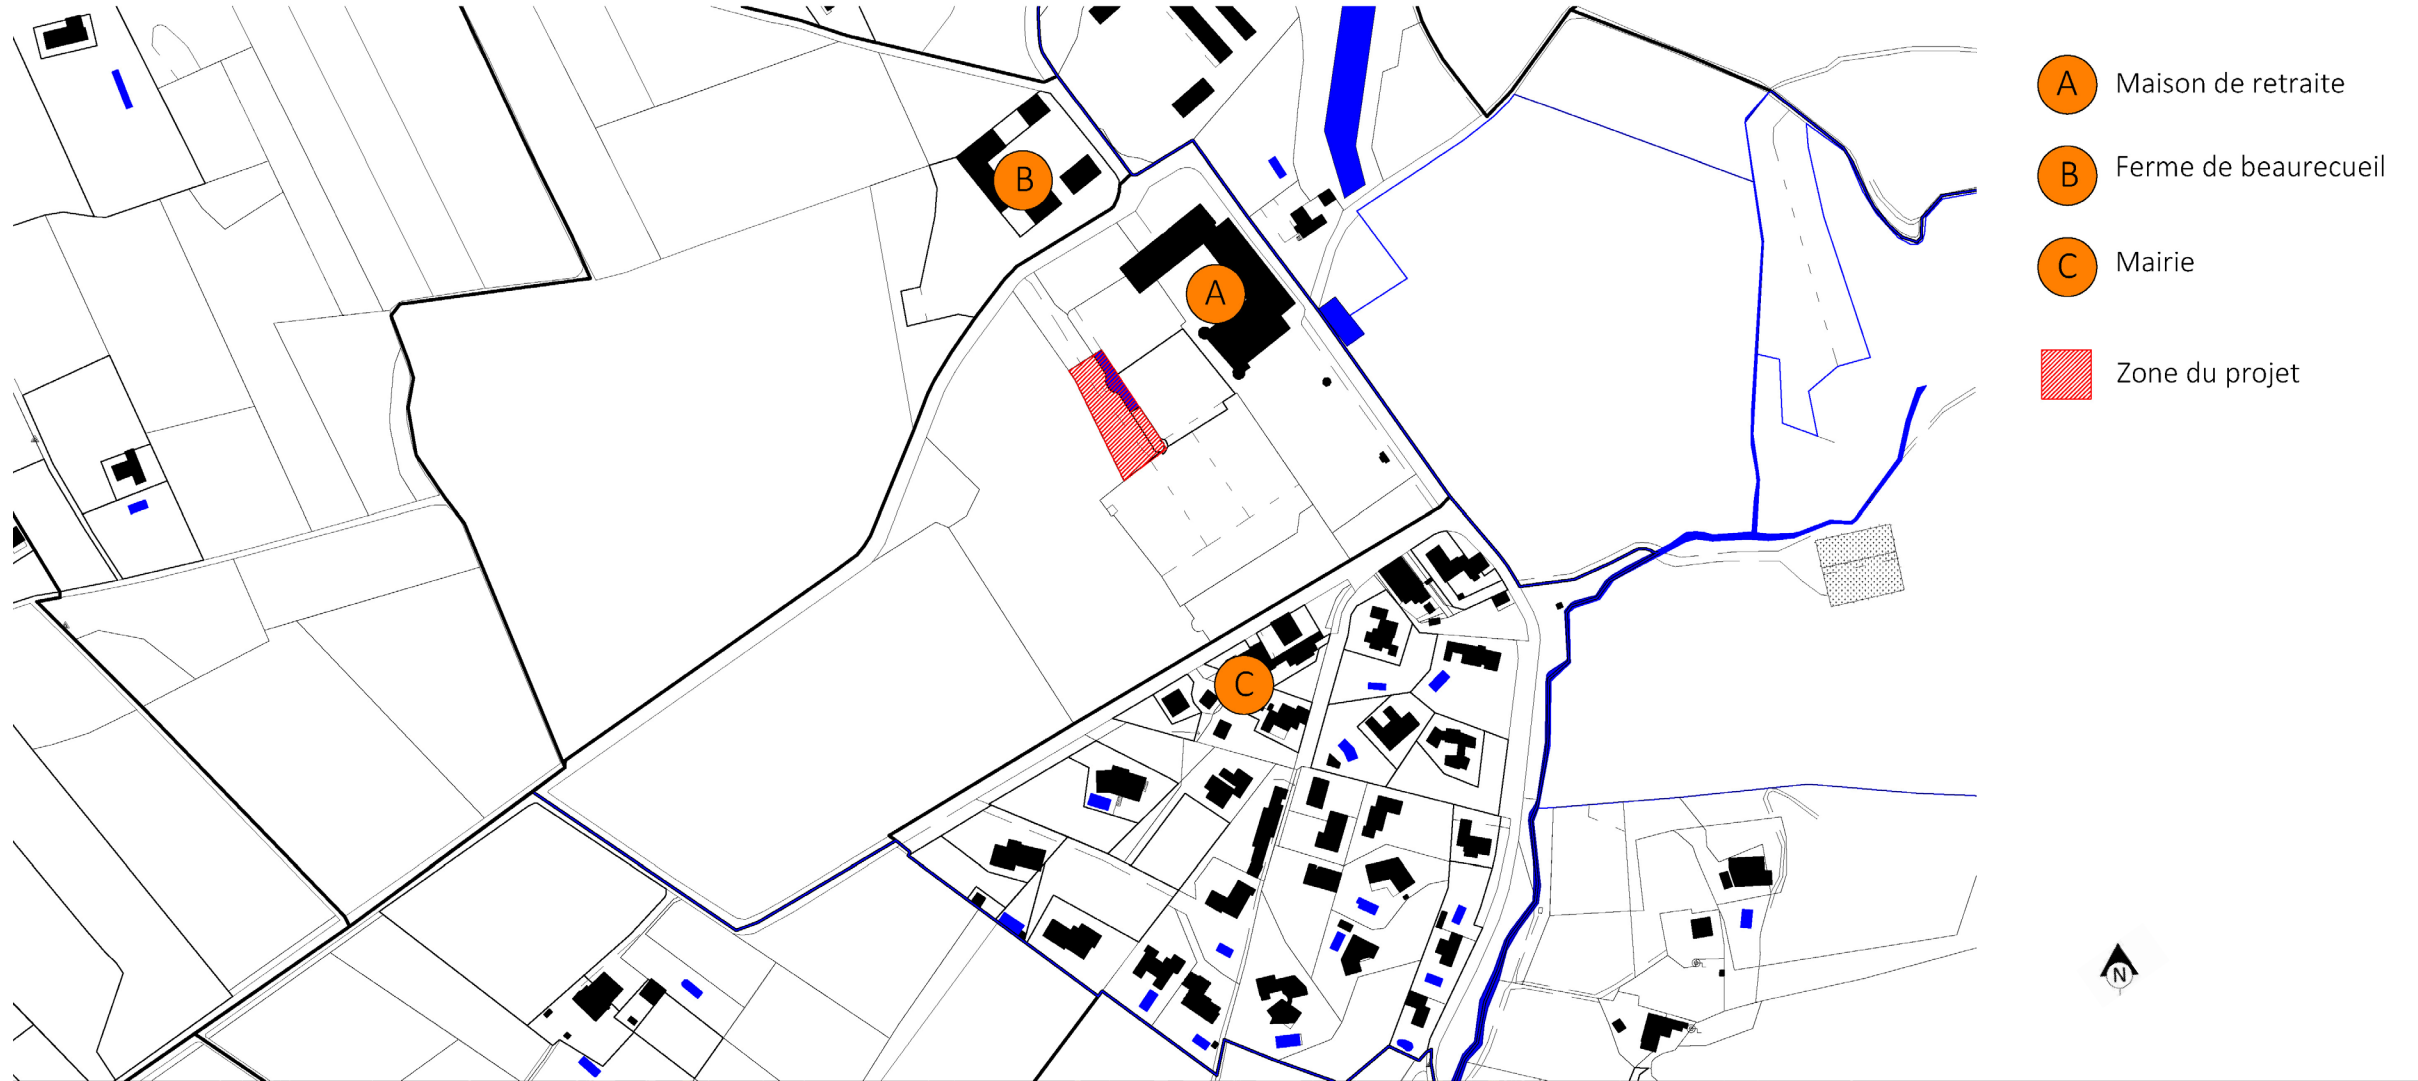 A Maison de retraite
B Ferme de beaurecueil
C Mairie
Zone du projet
B
A
C
N